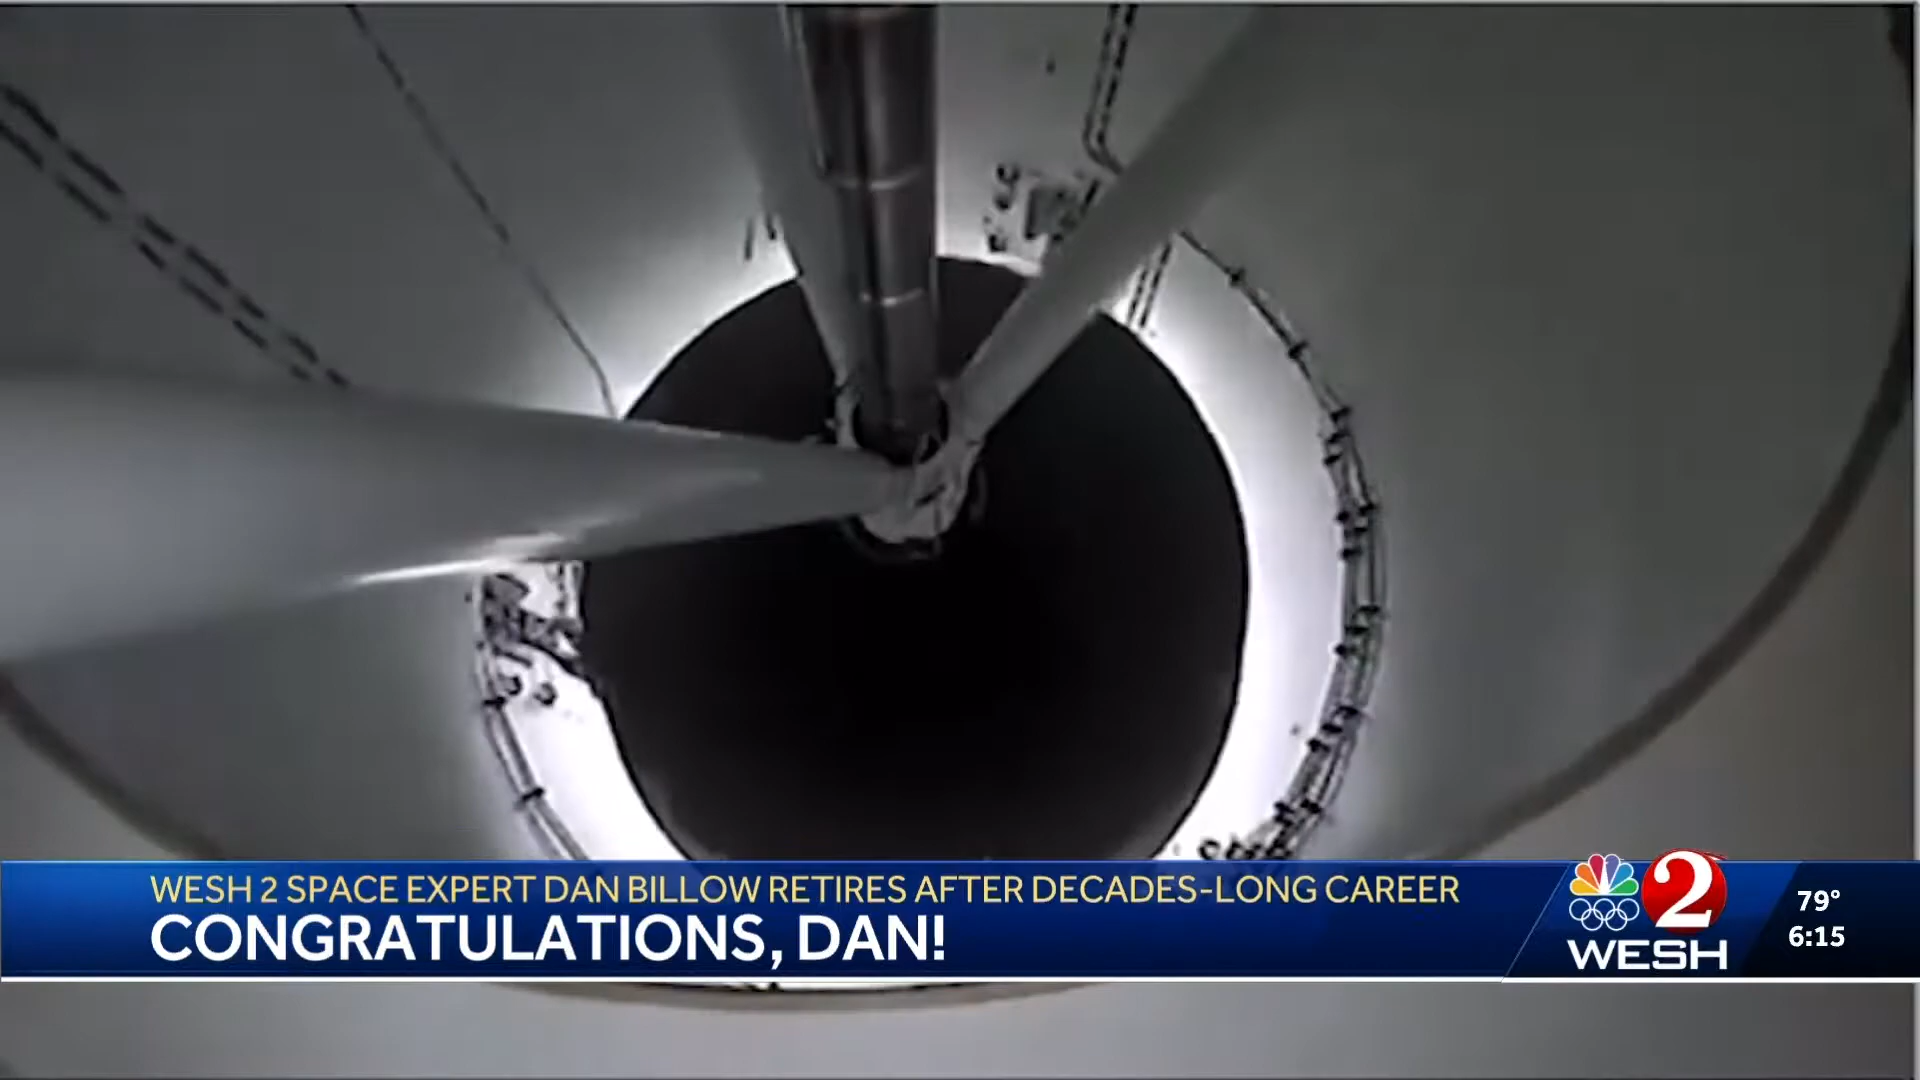 WESH 2 SPACE EXPERT DAN BILLOW RETIRES AFTER DECADES-LONG CAREER
CONGRATULATIONS, DAN!
2
WESH
79°
6:15